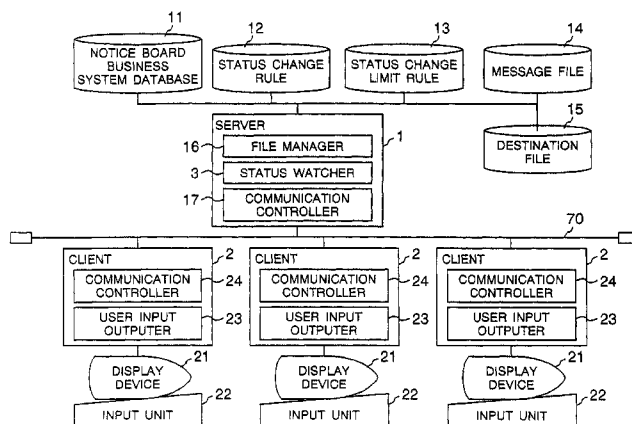 11
12
13
14
NOTICE BOARD
BUSINESS
SYSTEM DATABASE
STATUS CHANGE
RULE
STATUS CHANGE
LIMIT RULE
MESSAGE FILE
15
DESTINATION
FILE
SERVER
1
16
FILE MANAGER
3
STATUS WATCHER
17
COMMUNICATION
CONTROLLER
70
CLIENT
2
COMMUNICATION
CONTROLLER
24
USER INPUT
OUTPUTER
23
DISPLAY
DEVICE
21
INPUT UNIT
22
CLIENT
2
COMMUNICATION
CONTROLLER
24
USER INPUT
OUTPUTER
23
DISPLAY
DEVICE
21
INPUT UNIT
22
CLIENT
2
COMMUNICATION
CONTROLLER
24
USER INPUT
OUTPUTER
23
DISPLAY
DEVICE
21
INPUT UNIT
22